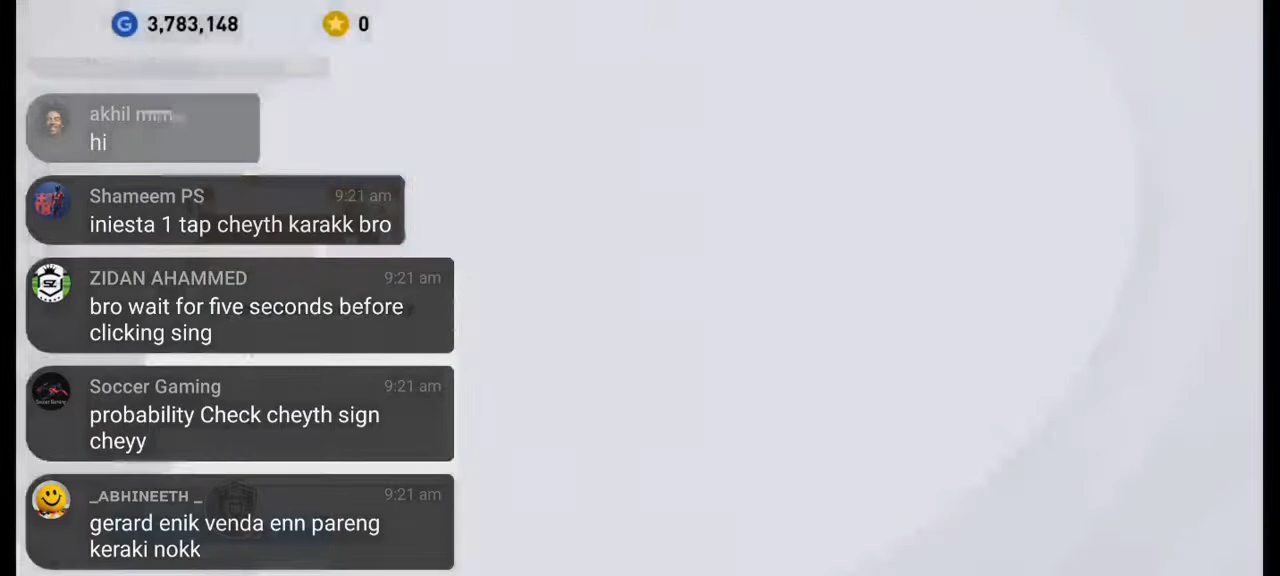 G 3,783,148 0
akhil
hi
Shameem PS 9:21 am
iniesta 1 tap cheyth karakk bro
ZIDAN AHAMMED 9:21 am
bro wait for five seconds before
clicking sing
Soccer Gaming 9:21 am
probability Check cheyth sign
cheyy
_ABHINEETH _ 9:21 am
gerard enik venda enn pareng
keraki nokk